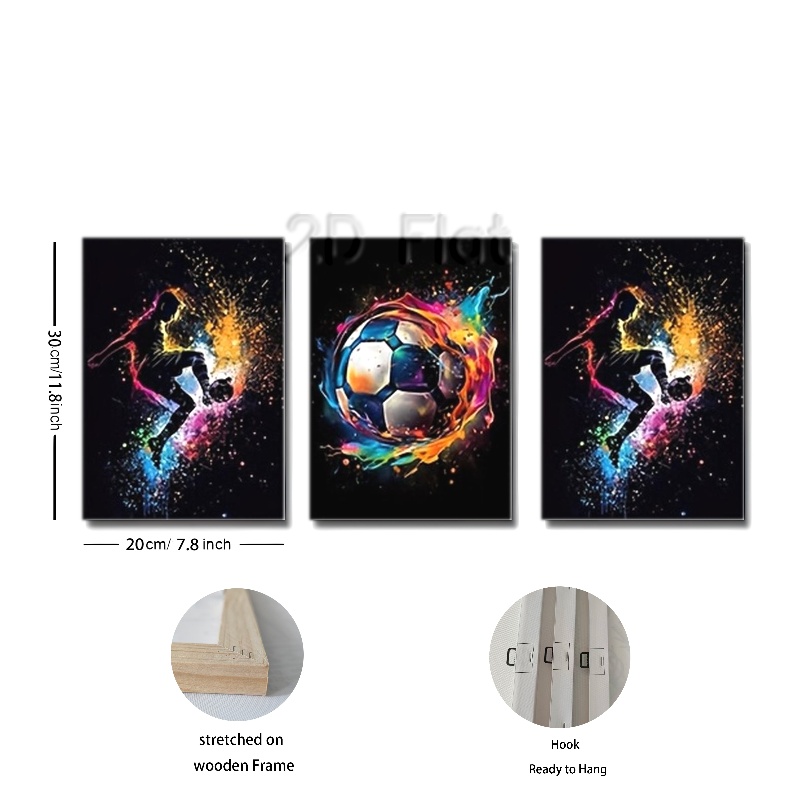 2D Flat
30cm/11.8inch
20cm/ 7.8 inch
stretched on
wooden Frame
Hook
Ready to Hang